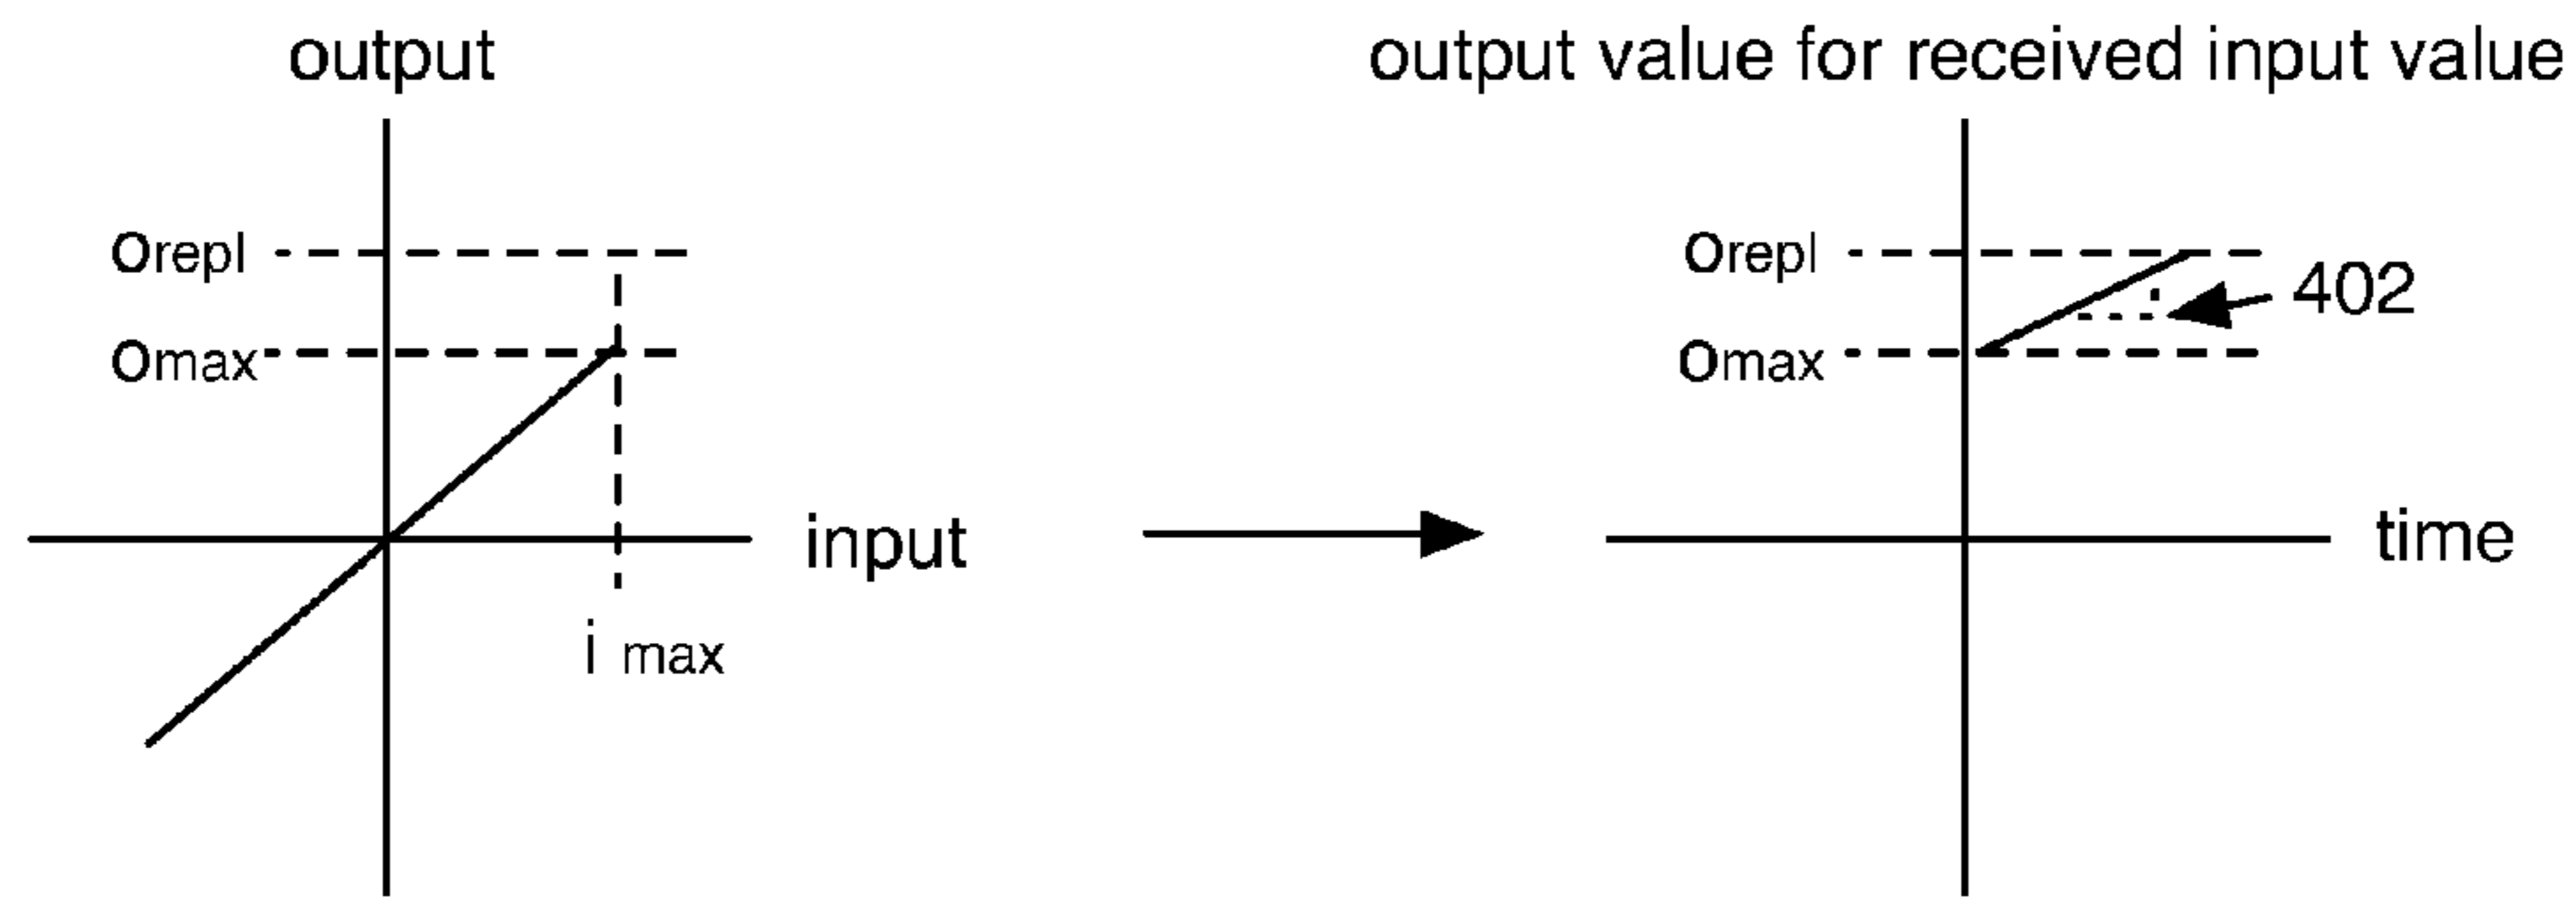 output
Orepl
Omax
input
i max
output value for received input value
Orepl
402
Omax
time